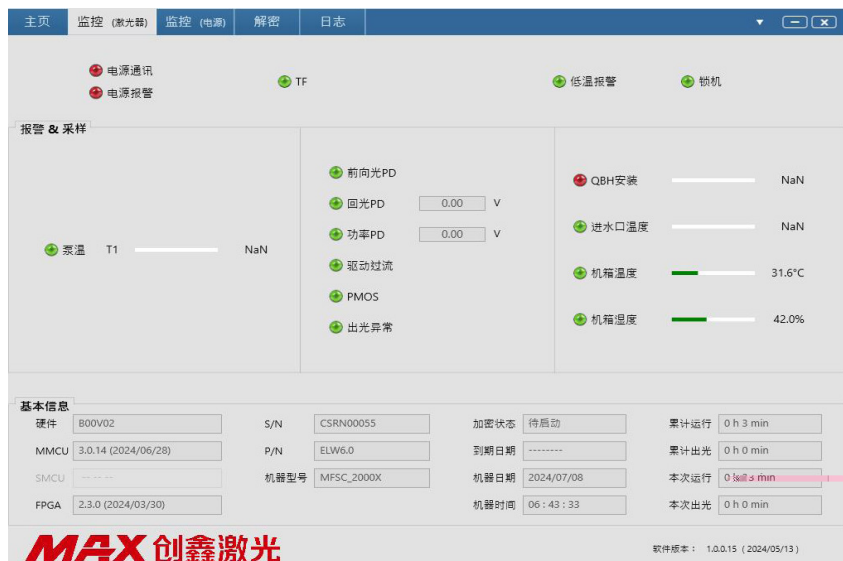 主页 监控 (激光器) 监控 (电源) 解密 日志
电源通讯
电源报警
TF
低温报警
锁机
报警 & 采样
泵温 T1 NaN
前向光PD
回光PD 0.00 V
功率PD 0.00 V
驱动过流
PMOS
出光异常
QBH安装 NaN
进水口温度 NaN
机箱温度 31.6°C
机箱湿度 42.0%
基本信息
硬件 B00V02
MMCU 3.0.14 (2024/06/28)
SMCU -- -- --
FPGA 2.3.0 (2024/03/30)
S/N CSRN00055
P/N ELW6.0
机器型号 MFSC_2000X
加密状态 待启动
到期日期 --------
机器日期 2024/07/08
机器时间 06 : 43 : 33
累计运行 0 h 3 min
累计出光 0 h 0 min
本次运行 0 h 3 min
本次出光 0 h 0 min
MAX 创鑫激光
软件版本： 1.0.0.15 ( 2024/05/13 )